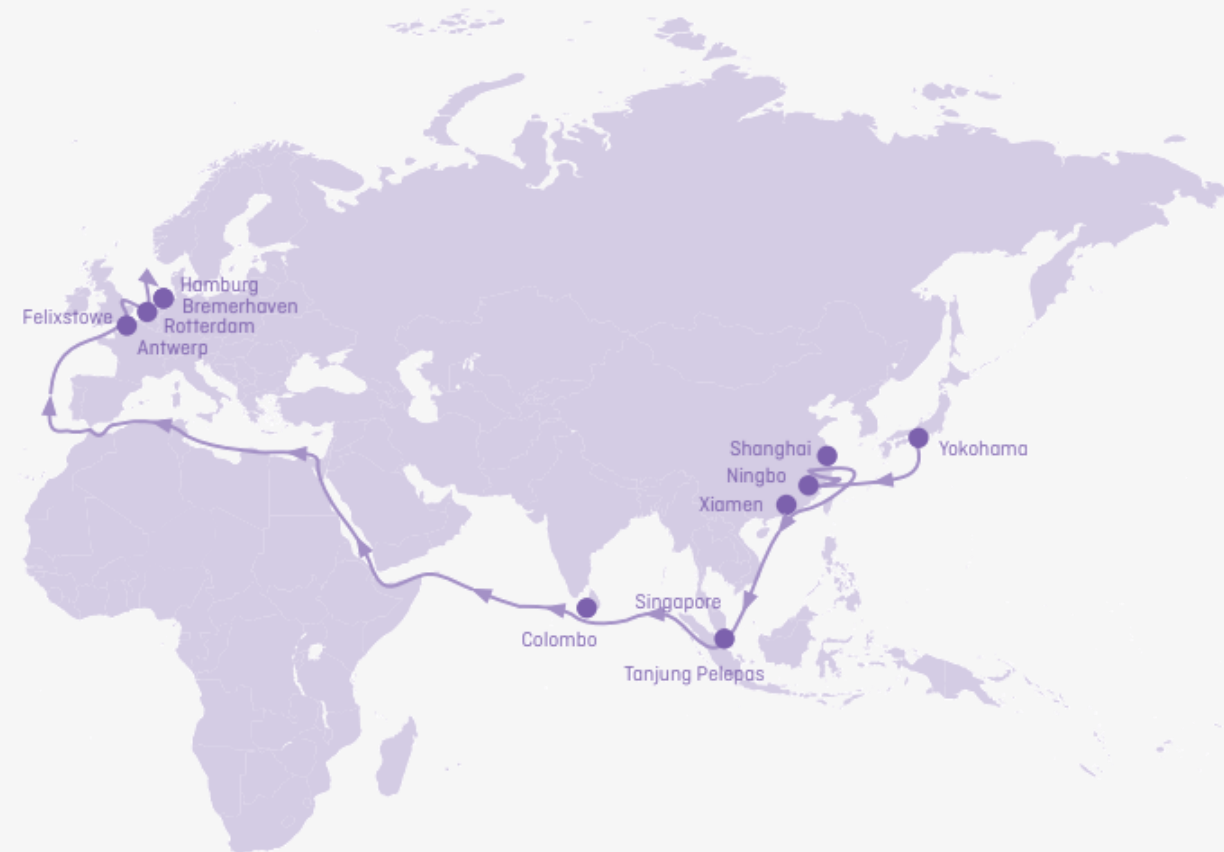 Hamburg
Bremerhaven
Felixstowe
Rotterdam
Antwerp
Shanghai
Yokohama
Ningbo
Xiamen
Singapore
Colombo
Tanjung Pelepas